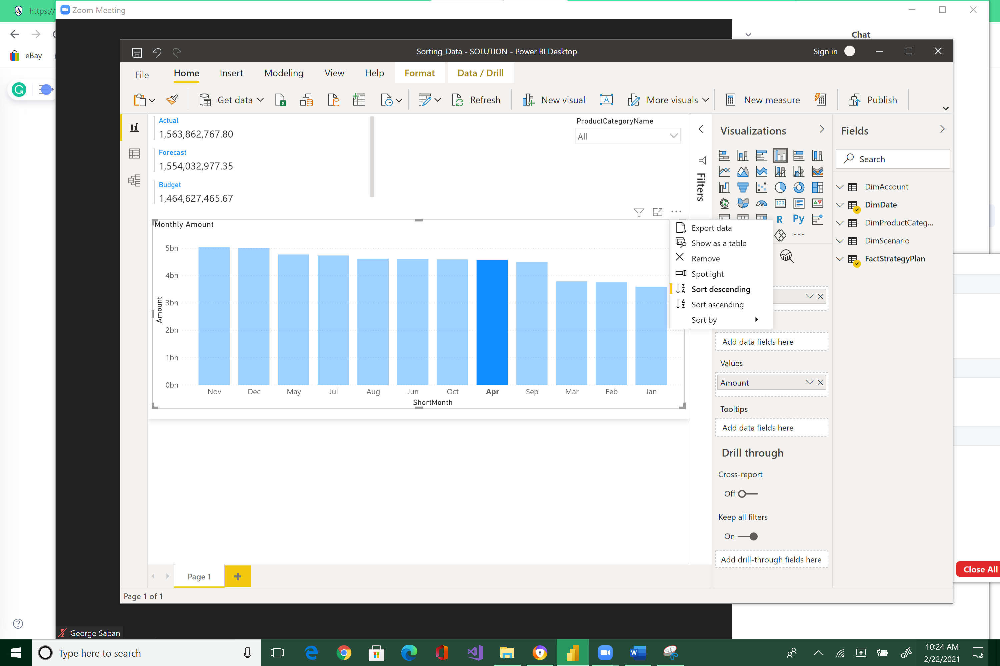 https://
Zoom Meeting
eBay
Chat
Sorting_Data - SOLUTION - Power BI Desktop
Sign in
File
Home
Insert
Modeling
View
Help
Format
Data / Drill
Get data
Refresh
New visual
More visuals
New measure
Publish
Actual
1,563,862,767.80
Forecast
1,554,032,977.35
Budget
1,464,627,465.67
ProductCategoryName
All
Filters
Visualizations
123
R
Py
Fields
Search
DimAccount
DimDate
DimProductCateg...
DimScenario
FactStrategyPlan
Monthly Amount
5bn
4bn
3bn
2bn
1bn
0bn
Amount
Nov
Dec
May
Jul
Aug
Jun
Oct
Apr
Sep
Mar
Feb
Jan
ShortMonth
Export data
Show as a table
Remove
Spotlight
Sort descending
Sort ascending
Sort by
Add data fields here
Values
Amount
Tooltips
Add data fields here
Drill through
Cross-report
Off
Keep all filters
On
Add drill-through fields here
Close All
Page 1
Page 1 of 1
George Saban
Type here to search
10:24 AM
2/22/2021